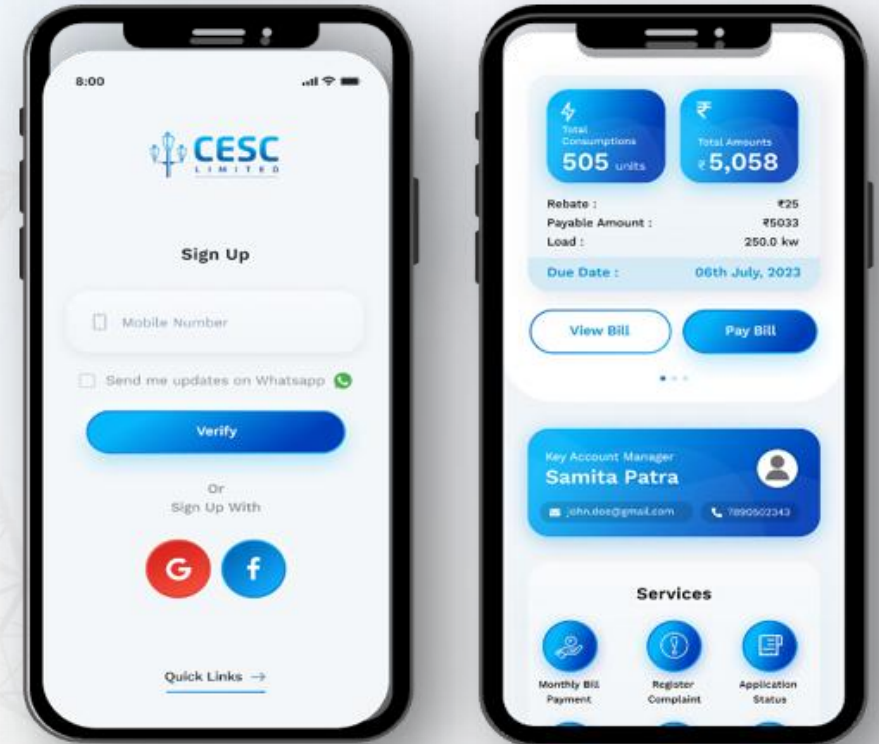 8:00
CESC
LIMITED
Sign Up
Mobile Number
Send me updates on Whatsapp
Verify
Or
Sign Up With
G f
Quick Links →
Total
Consumptions
505 units
₹
Total Amounts
₹ 5,058
Rebate : ₹25
Payable Amount : ₹5033
Load : 250.0 kw
Due Date : 06th July, 2023
View Bill
Pay Bill
Key Account Manager
Samita Patra
john.doe@gmail.com
7890502343
Services
Monthly Bill
Payment
Register
Complaint
Application
Status